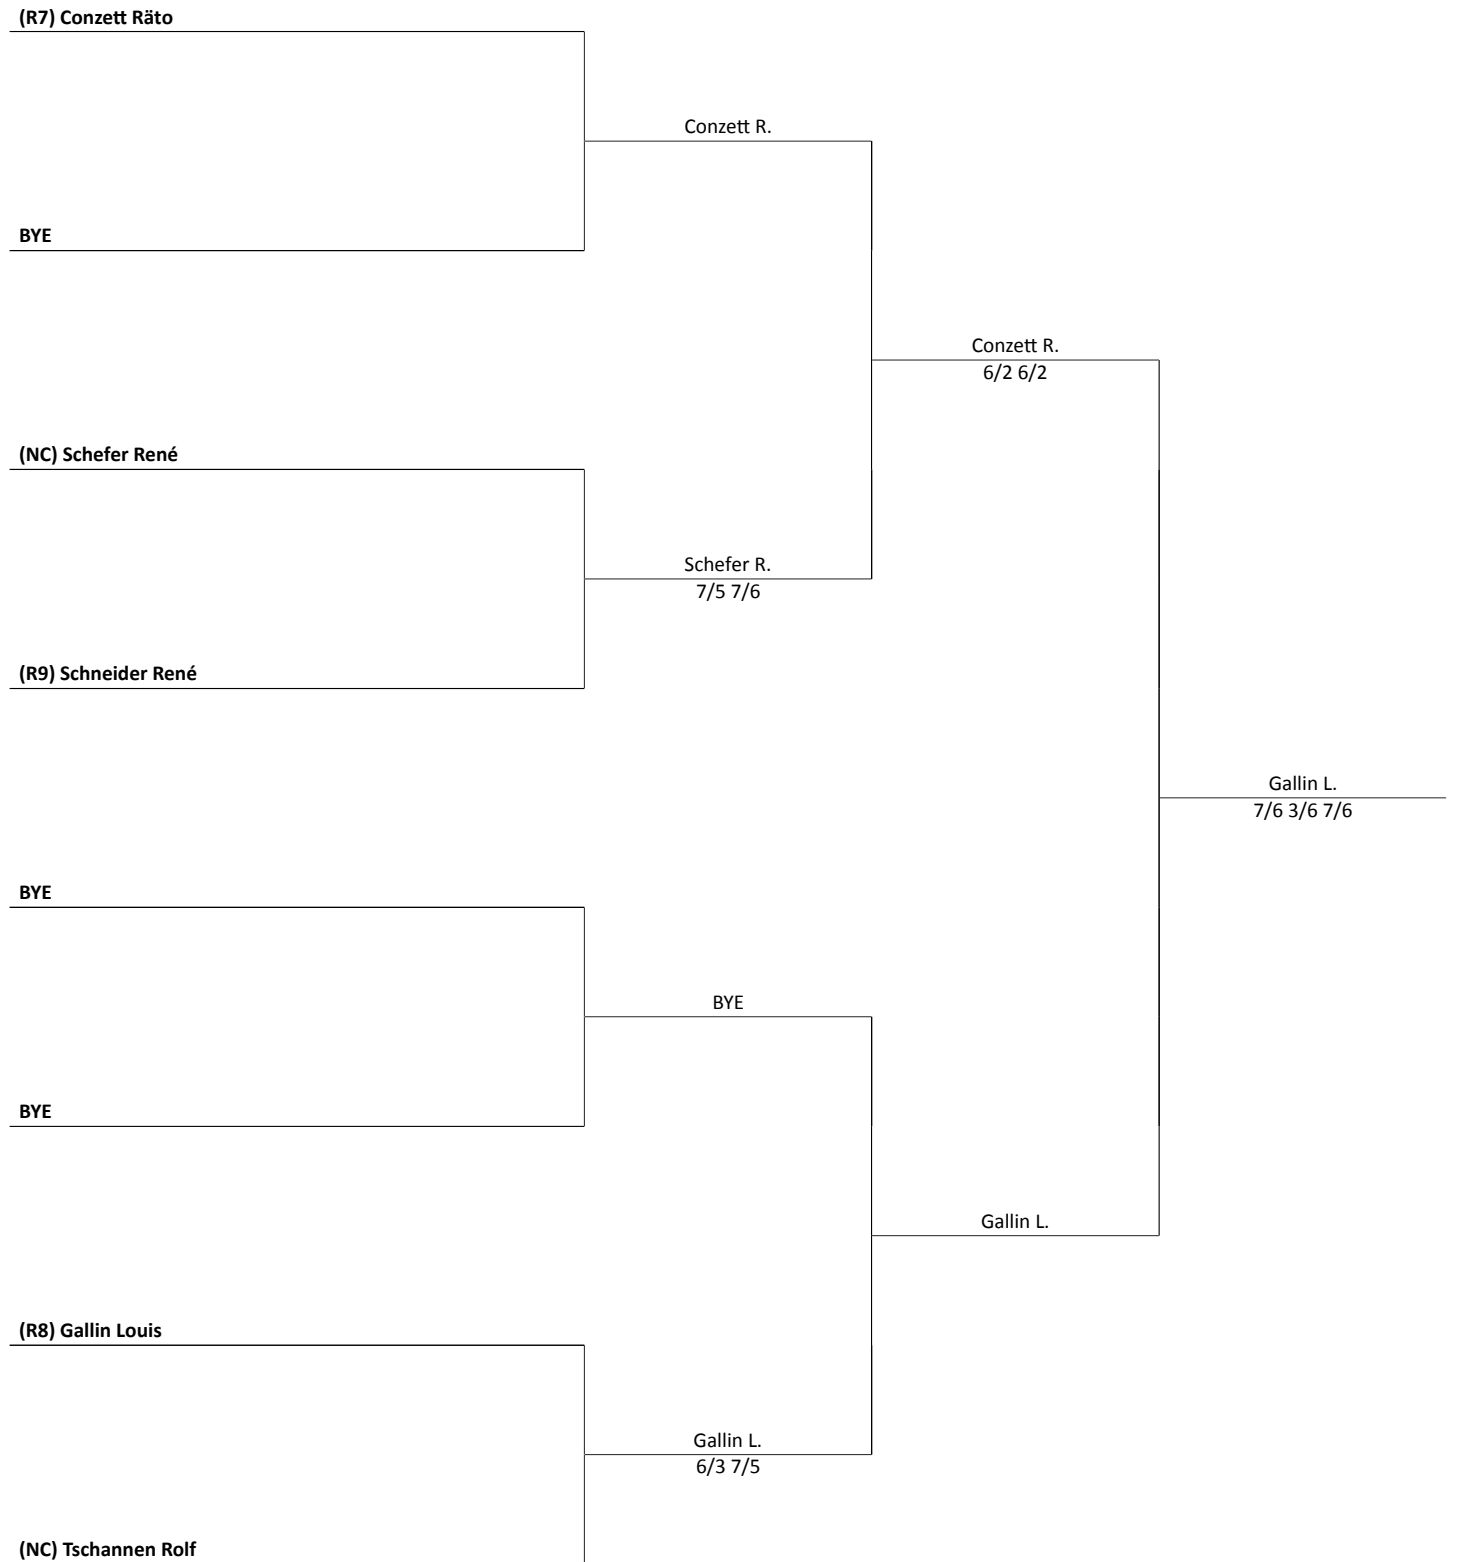 (R7) Conzett Räto
Conzett R.
BYE
Conzett R.
6/2 6/2
(NC) Schefer René
Schefer R.
7/5 7/6
(R9) Schneider René
Gallin L.
7/6 3/6 7/6
BYE
BYE
BYE
Gallin L.
(R8) Gallin Louis
Gallin L.
6/3 7/5
(NC) Tschannen Rolf